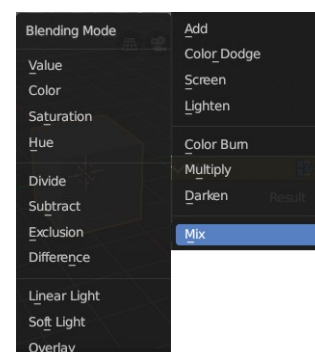 Blending Mode
Value
Color
Saturation
Hue
Divide
Subtract
Exclusion
Difference
Linear Light
Soft Light
Overlay
Add
Color Dodge
Screen
Lighten
Color Burn
Multiply
Darken
Result
Mix